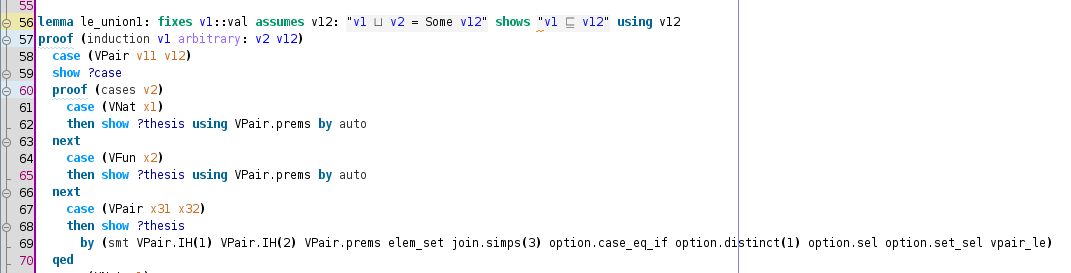 55
56 lemma le_union1: fixes v1::val assumes v12: "v1 ⊔ v2 = Some v12" shows "v1 ⊑ v12" using v12
57 proof (induction v1 arbitrary: v2 v12)
58 case (VPair v11 v12)
59 show ?case
60 proof (cases v2)
61 case (VNat x1)
62 then show ?thesis using VPair.prems by auto
63 next
64 case (VFun x2)
65 then show ?thesis using VPair.prems by auto
66 next
67 case (VPair x31 x32)
68 then show ?thesis
69 by (smt VPair.IH(1) VPair.IH(2) VPair.prems elem_set join.simps(3) option.case_eq_if option.distinct(1) option.sel option.set_sel vpair_le)
70 qed